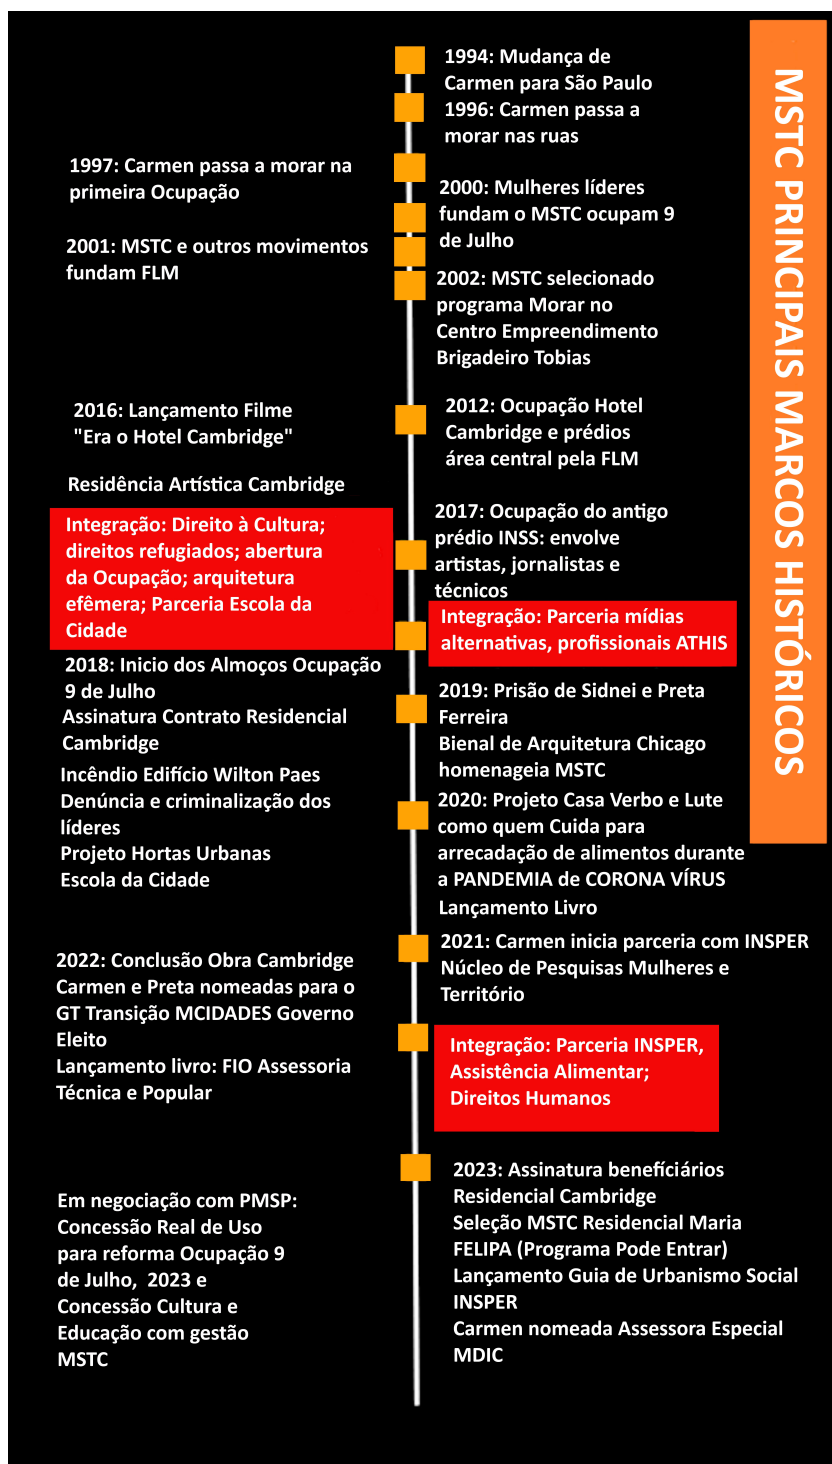 MSTC PRINCIPAIS MARCOS HISTÓRICOS
1994: Mudança de
Carmen para São Paulo
1996: Carmen passa a
morar nas ruas
1997: Carmen passa a morar na
primeira Ocupação
2000: Mulheres líderes
fundam o MSTC ocupam 9
de Julho
2001: MSTC e outros movimentos
fundam FLM
2002: MSTC selecionado
programa Morar no
Centro Empreendimento
Brigadeiro Tobias
2012: Ocupação Hotel
Cambridge e prédios
área central pela FLM
2016: Lançamento Filme
"Era o Hotel Cambridge"
Residência Artística Cambridge
Integração: Direito à Cultura;
direitos refugiados; abertura
da Ocupação; arquitetura
efêmera; Parceria Escola da
Cidade
2017: Ocupação do antigo
prédio INSS: envolve
artistas, jornalistas e
técnicos
Integração: Parceria mídias
alternativas, profissionais ATHIS
2018: Inicio dos Almoços Ocupação
9 de Julho
Assinatura Contrato Residencial
Cambridge
Incêndio Edifício Wilton Paes
Denúncia e criminalização dos
líderes
Projeto Hortas Urbanas
Escola da Cidade
2019: Prisão de Sidnei e Preta
Ferreira
Bienal de Arquitetura Chicago
homenageia MSTC
2020: Projeto Casa Verbo e Lute
como quem Cuida para
arrecadação de alimentos durante
a PANDEMIA de CORONA VÍRUS
Lançamento Livro
2021: Carmen inicia parceria com INSPER
Núcleo de Pesquisas Mulheres e
Território
2022: Conclusão Obra Cambridge
Carmen e Preta nomeadas para o
GT Transição MCIDADES Governo
Eleito
Lançamento livro: FIO Assessoria
Técnica e Popular
Integração: Parceria INSPER,
Assistência Alimentar;
Direitos Humanos
2023: Assinatura benefíciários
Residencial Cambridge
Seleção MSTC Residencial Maria
FELIPA (Programa Pode Entrar)
Lançamento Guia de Urbanismo Social
INSPER
Carmen nomeada Assessora Especial
MDIC
Em negociação com PMSP:
Concessão Real de Uso
para reforma Ocupação 9
de Julho, 2023 e
Concessão Cultura e
Educação com gestão
MSTC